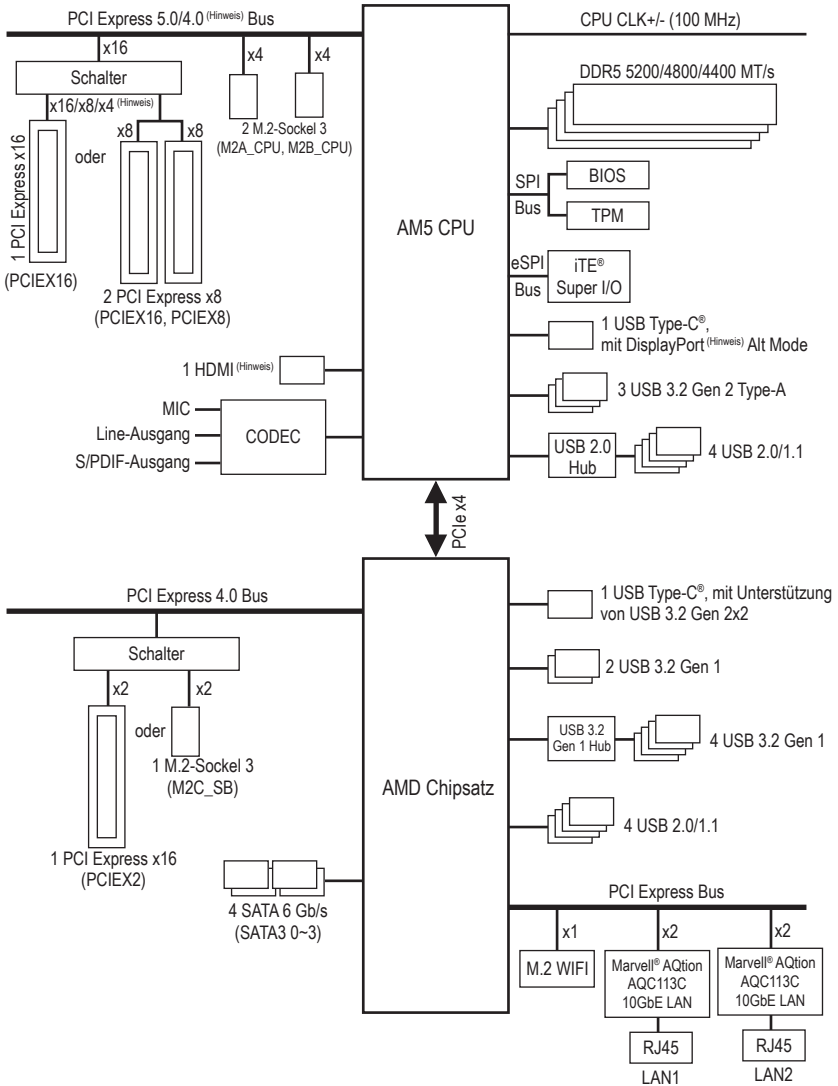 PCI Express 5.0/4.0 (Hinweis) Bus
x16
x4
x4
Schalter
x16/x8/x4 (Hinweis)
1 PCI Express x16
oder
x8
x8
2 M.2-Sockel 3
(M2A_CPU, M2B_CPU)
(PCIEX16)
2 PCI Express x8
(PCIEX16, PCIEX8)
1 HDMI (Hinweis)
MIC
Line-Ausgang
S/PDIF-Ausgang
CODEC
AM5 CPU
CPU CLK+/- (100 MHz)
DDR5 5200/4800/4400 MT/s
SPI
Bus
BIOS
TPM
eSPI
Bus
iTE®
Super I/O
1 USB Type-C®,
mit DisplayPort (Hinweis) Alt Mode
3 USB 3.2 Gen 2 Type-A
USB 2.0
Hub
4 USB 2.0/1.1
PCIe x4
PCI Express 4.0 Bus
Schalter
x2
x2
oder
1 M.2-Sockel 3
(M2C_SB)
1 PCI Express x16
(PCIEX2)
4 SATA 6 Gb/s
(SATA3 0~3)
AMD Chipsatz
1 USB Type-C®, mit Unterstützung
von USB 3.2 Gen 2x2
2 USB 3.2 Gen 1
USB 3.2
Gen 1 Hub
4 USB 3.2 Gen 1
4 USB 2.0/1.1
PCI Express Bus
x1
x2
x2
M.2 WIFI
Marvell® AQtion
AQC113C
10GbE LAN
Marvell® AQtion
AQC113C
10GbE LAN
RJ45
RJ45
LAN1
LAN2